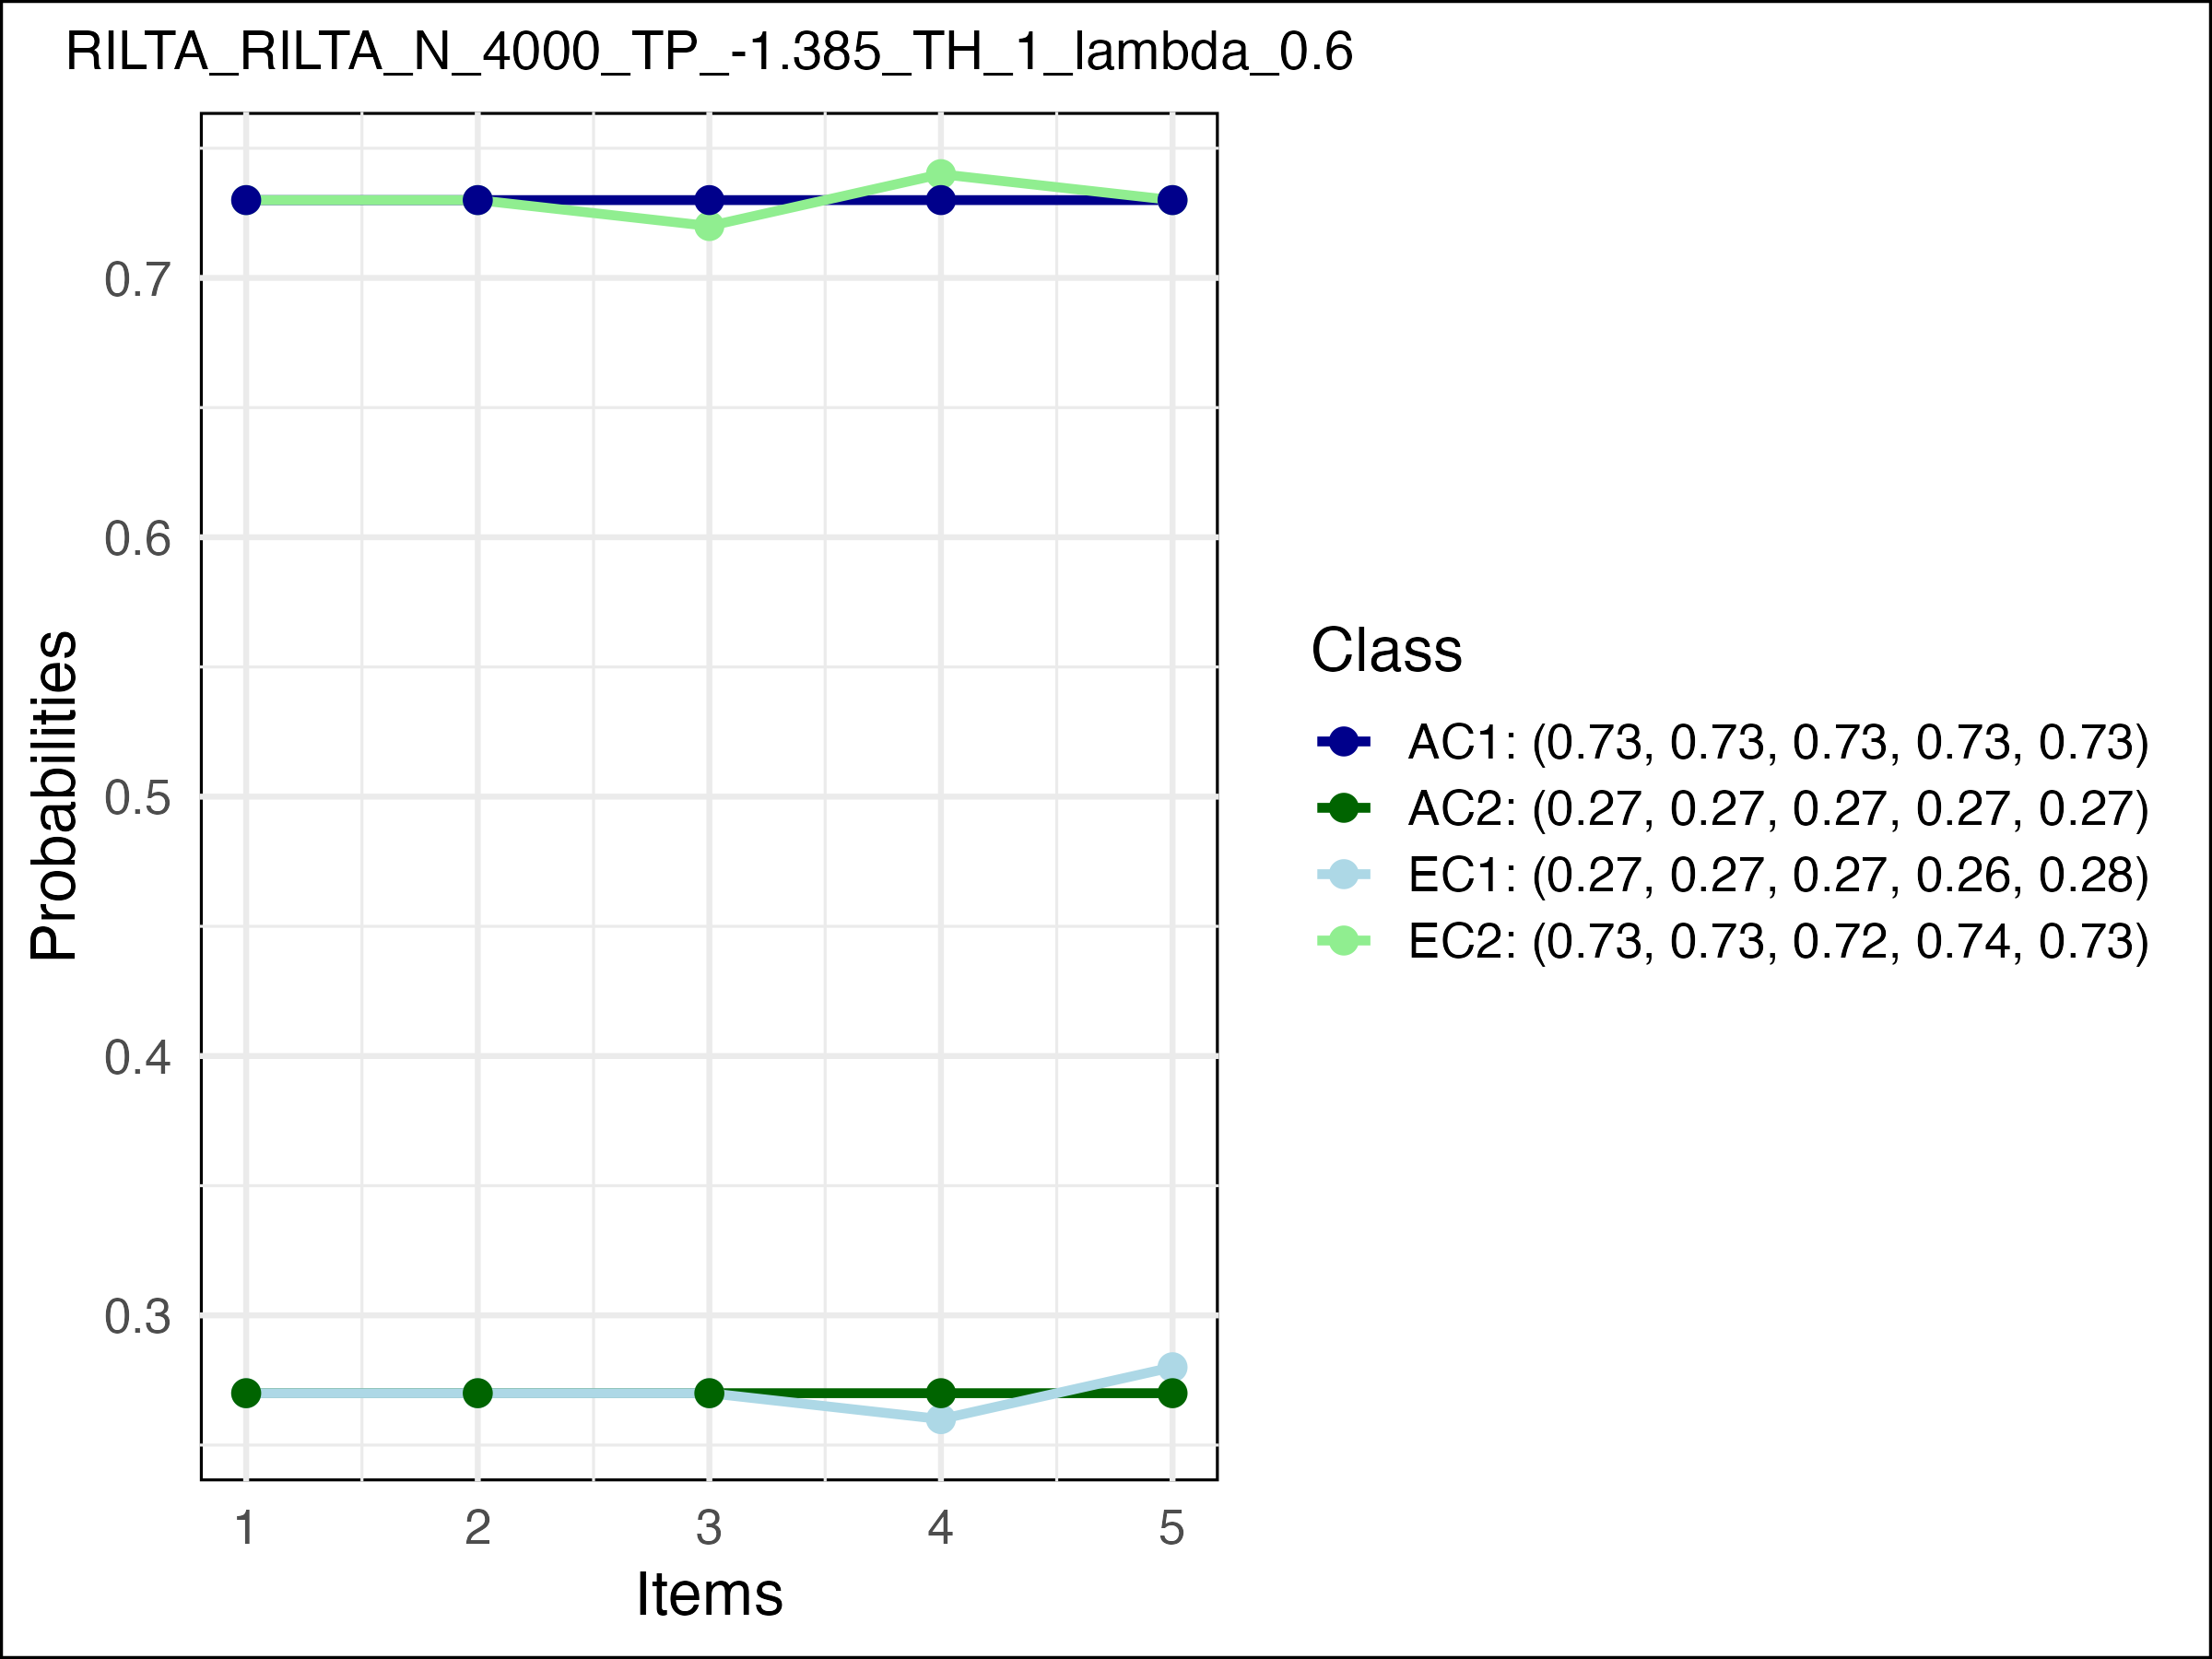 RILTA_RILTA_N_4000_TP_-1.385_TH_1_lambda_0.6
Probabilities
0.7
0.6
0.5
0.4
0.3
1 2 3 4 5
Items
Class
AC1: (0.73, 0.73, 0.73, 0.73, 0.73)
AC2: (0.27, 0.27, 0.27, 0.27, 0.27)
EC1: (0.27, 0.27, 0.27, 0.26, 0.28)
EC2: (0.73, 0.73, 0.72, 0.74, 0.73)